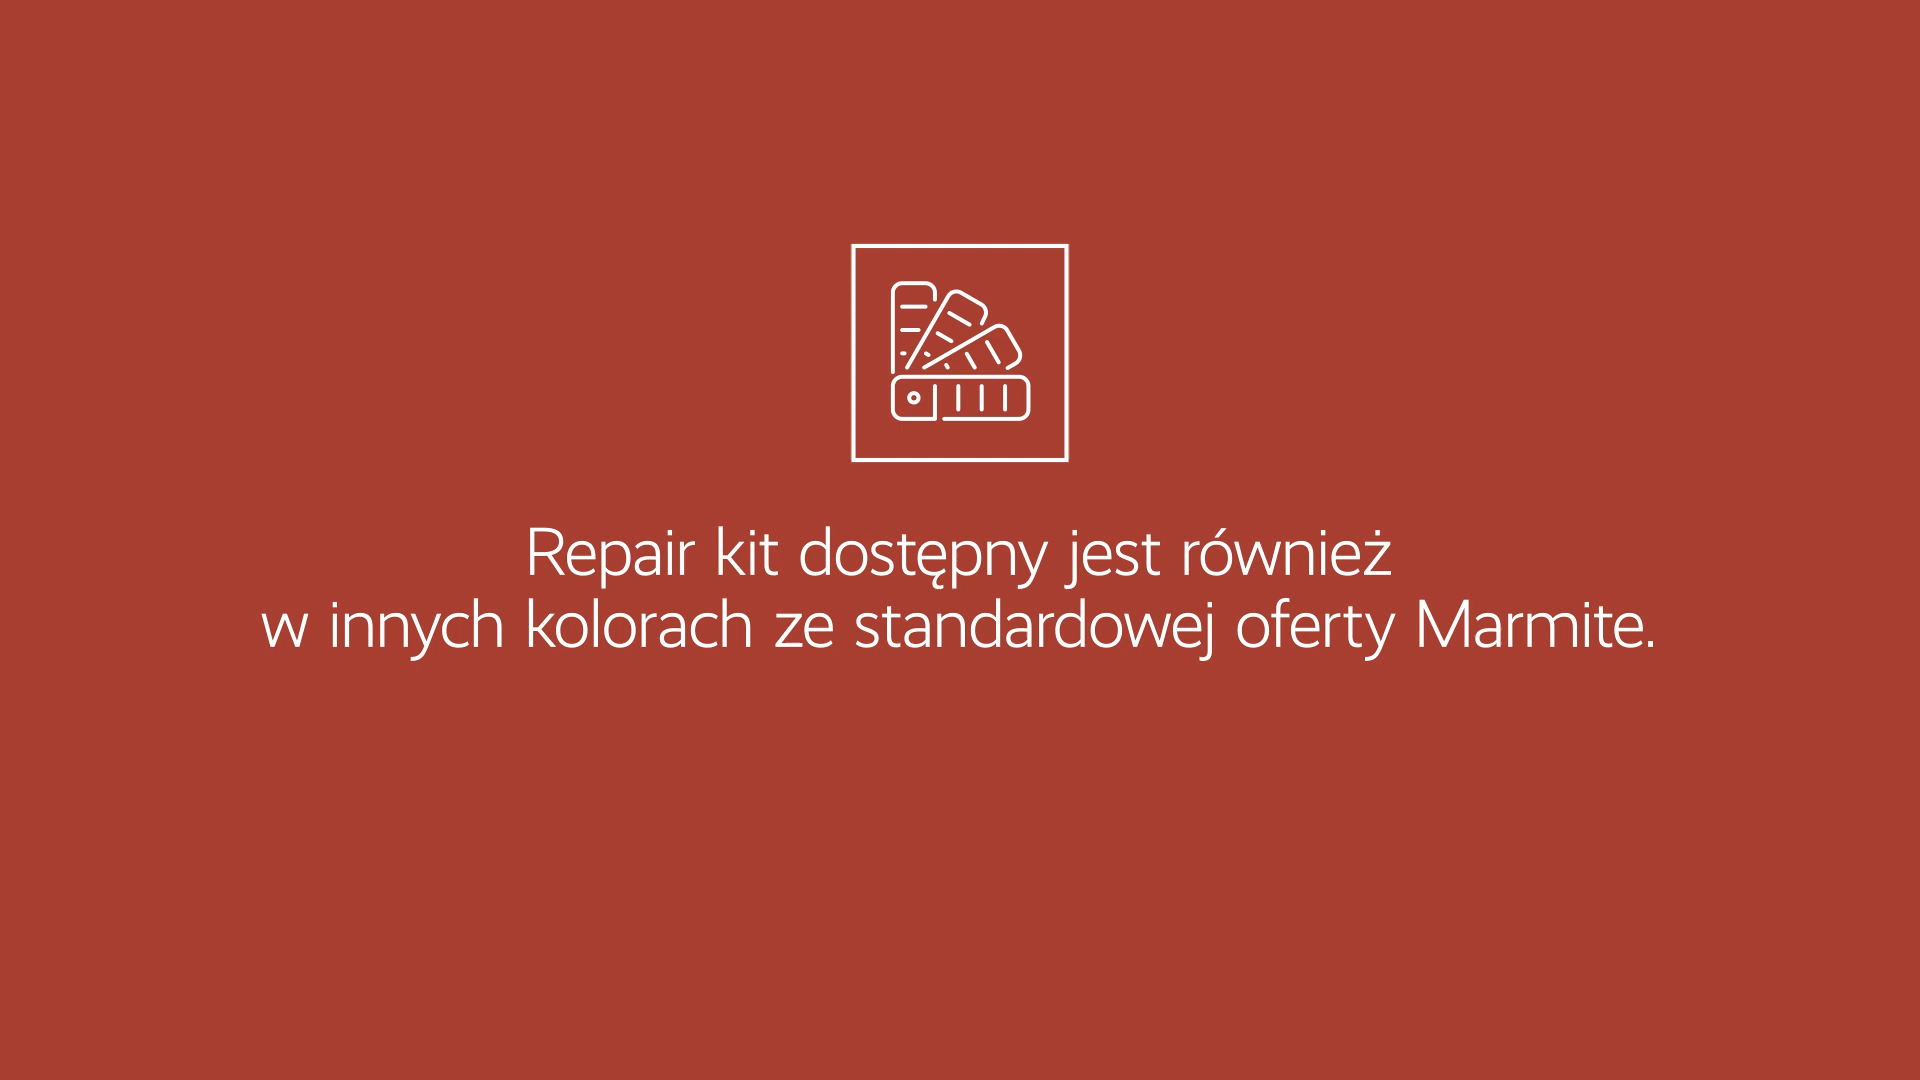 Repair kit dostępny jest również
w innych kolorach ze standardowej oferty Marmite.